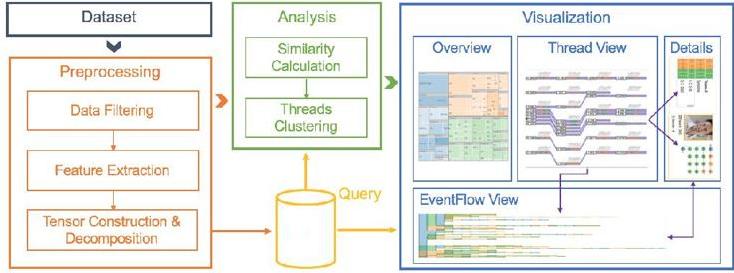 Dataset
Preprocessing
Data Filtering
Feature Extraction
Tensor Construction &
Decomposition
Analysis
Similarity
Calculation
Threads
Clustering
Query
Visualization
Overview
Thread View
Details
EventFlow View